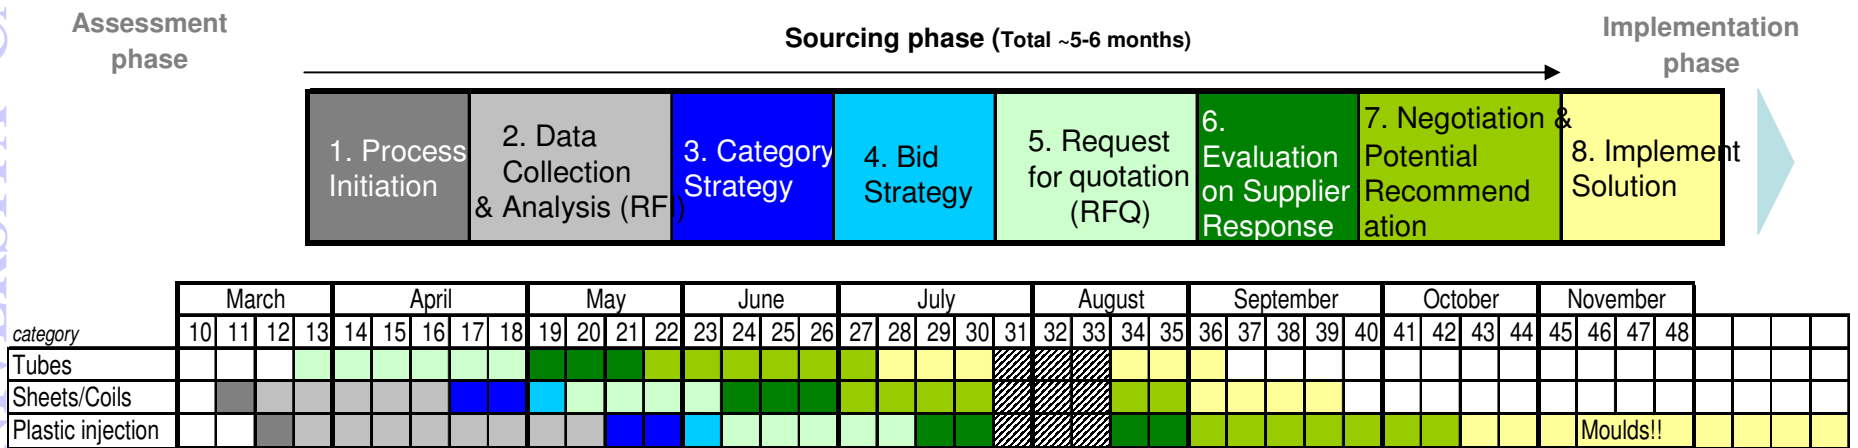 Assessment
phase
Sourcing phase (Total ~5-6 months)
Implementation
phase
1. Process
Initiation
2. Data
Collection
& Analysis (RFI)
3. Category
Strategy
4. Bid
Strategy
5. Request
for quotation
(RFQ)
6.
Evaluation
on Supplier
Response
7. Negotiation &
Potential
Recommend
ation
8. Implement
Solution
March April May June July August September October November
category 10 11 12 13 14 15 16 17 18 19 20 21 22 23 24 25 26 27 28 29 30 31 32 33 34 35 36 37 38 39 40 41 42 43 44 45 46 47 48
Tubes
Sheets/Coils
Plastic injection Moulds!!